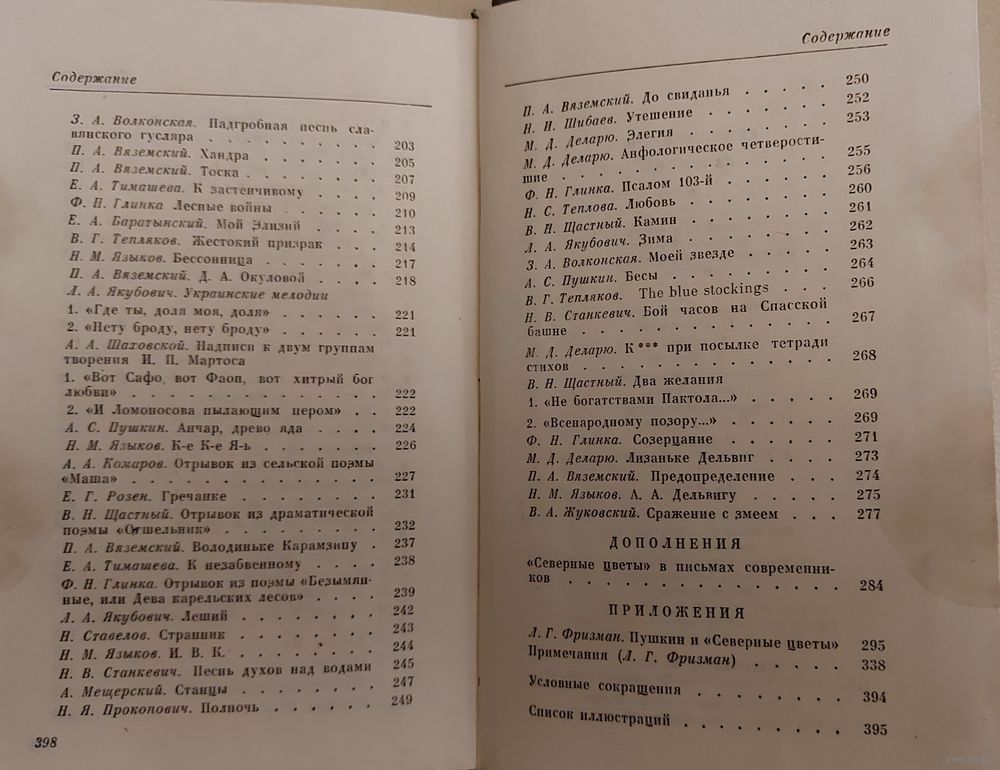 Содержание
З. А. Волконская. Надгробная песнь сла-
вянского гусляра . . . . . . . . . . 203
П. А. Вяземский. Хандра . . . . . . . 205
П. А. Вяземский. Тоска . . . . . . . . 207
Е. А. Тимашева. К застенчивому . . . . 209
Ф. Н. Глинка Лесные войны . . . . . . 210
Е. А. Баратынский. Мой Элизий . . . . 213
В. Г. Тепляков. Жестокий призрак . . . 214
Н. М. Языков. Бессонница . . . . . . 217
П. А. Вяземский. Д. А. Окуловой . . . . 218
Л. А. Якубович. Украинские мелодии
1. «Где ты, доля моя, доля» . . . . . . 221
2. «Нету броду, нету броду» . . . . . . 221
А. А. Шаховской. Надписи к двум группам
творения И. П. Мартоса
1. «Вот Сафо, вот Фаон, вот хитрый бог
любви» . . . . . . . . . . . . . . 222
2. «И Ломоносова пылающим пером» . . 222
А. С. Пушкин. Анчар, древо яда . . . . 224
Н. М. Языков. К-е К-е Я-ь . . . . . . 226
А. А. Комаров. Отрывок из сельской поэмы
«Маша» . . . . . . . . . . . . . . 227
Е. Г. Розен. Гречанке . . . . . . . . 231
В. Н. Щастный. Отрывок из драматической
поэмы «Отшельник» . . . . . . . . . 232
П. А. Вяземский. Володиньке Карамзину . 237
Е. А. Тимашева. К незабвенному . . . . 238
Ф. Н. Глинка. Отрывок из поэмы «Безымян-
ные, или Дева карельских лесов» . . . . 239
Л. А. Якубович. Леший . . . . . . . . 242
Н. Ставелов. Странник . . . . . . . . 243
Н. М. Языков. И. В. К. . . . . . . . . 244
Н. В. Станкевич. Песнь духов над водами 245
А. Мещерский. Стансы . . . . . . . . 247
Н. Я. Прокопович. Полночь . . . . . . 249
398
Содержание
П. А. Вяземский. До свиданья . . . . . 250
Н. Н. Шибаев. Утешение . . . . . . . 252
М. Д. Деларю. Элегия . . . . . . . . 253
М. Д. Деларю. Анфологическое четверости-
шие . . . . . . . . . . . . . . . 255
Ф. Н. Глинка. Псалом 103-й . . . . . . 256
Н. С. Теплова. Любовь . . . . . . . . 260
В. Н. Щастный. Камин . . . . . . . . 261
Л. А. Якубович. Зима . . . . . . . . 262
З. А. Волконская. Моей звезде . . . . . 263
А. С. Пушкин. Бесы . . . . . . . . . 264
В. Г. Тепляков. The blue stockings . . . 266
Н. В. Станкевич. Бой часов на Спасской
башне . . . . . . . . . . . . . . 267
М. Д. Деларю. К *** при посылке тетради
стихов . . . . . . . . . . . . . . 268
В. Н. Щастный. Два желания
1. «Не богатствами Пактола...» . . . . . 269
2. «Всенародному позору...» . . . . . . 269
Ф. Н. Глинка. Созерцание . . . . . . 271
М. Д. Деларю. Лизаньке Дельвиг . . . . 273
П. А. Вяземский. Предопределение . . . 274
Н. М. Языков. А. А. Дельвигу . . . . . 275
В. А. Жуковский. Сражение с змеем . . . 277
ДОПОЛНЕНИЯ
«Северные цветы» в письмах современни-
ков . . . . . . . . . . . . . . . 284
ПРИЛОЖЕНИЯ
Л. Г. Фризман. Пушкин и «Северные цветы» 295
Примечания (Л. Г. Фризман) . . . . . 338
Условные сокращения . . . . . . . . 394
Список иллюстраций . . . . . . . . . 395